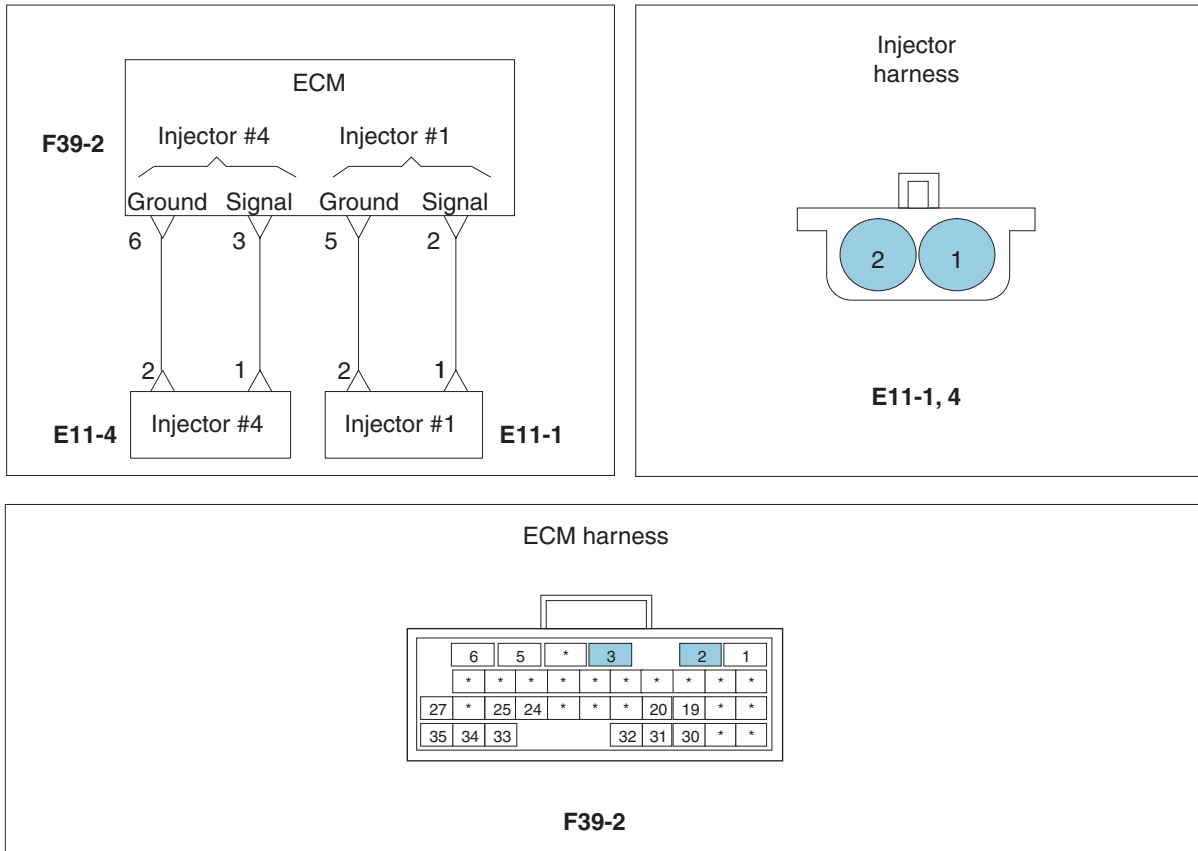 ECM
F39-2
Injector #4 Injector #1
Ground Signal Ground Signal
6 3 5 2
2 1 2 1
E11-4 Injector #4 Injector #1 E11-1
Injector
harness
2 1
E11-1, 4
ECM harness
6 5 * 3 2 1
* * * * * * * * * *
27 * 25 24 * * * 20 19 * *
35 34 33 32 31 30 * *
F39-2